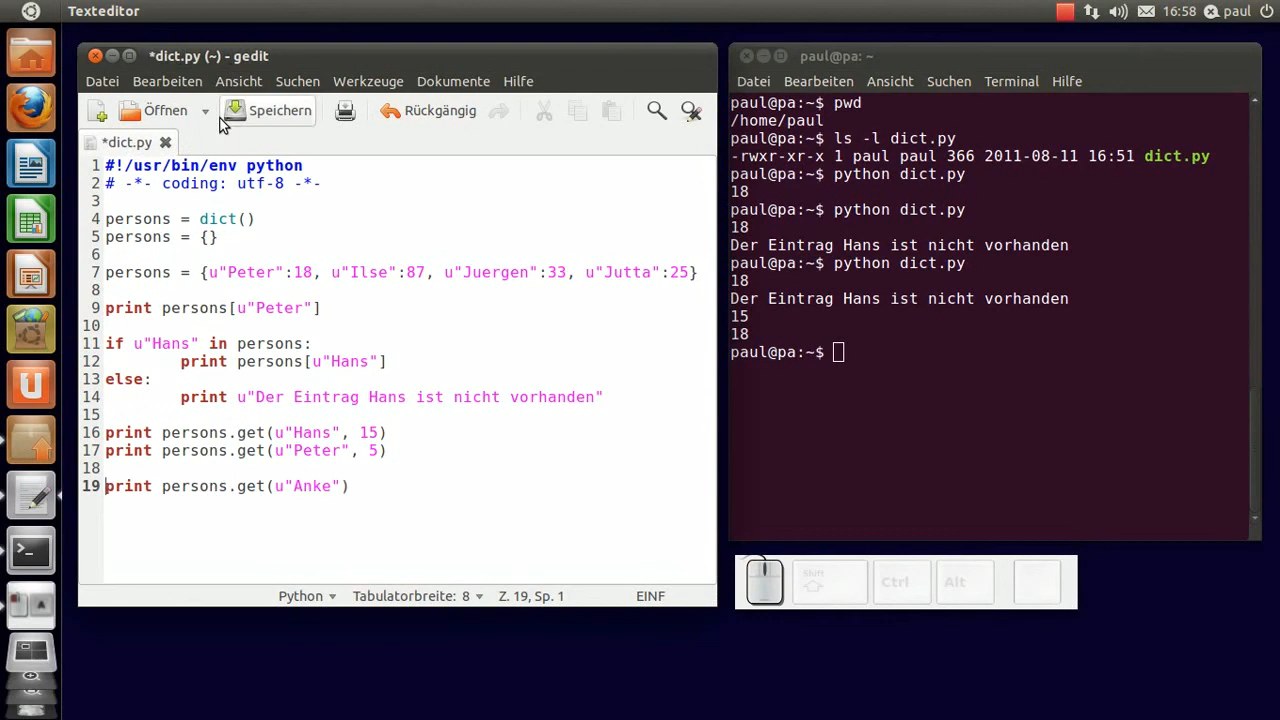 Texteditor
16:58 paul
*dict.py (~) - gedit
Datei Bearbeiten Ansicht Suchen Werkzeuge Dokumente Hilfe
Öffnen Speichern Rückgängig
*dict.py
1 #!/usr/bin/env python
2 # -*- coding: utf-8 -*-
3
4 persons = dict()
5 persons = {}
6
7 persons = {u"Peter":18, u"Ilse":87, u"Juergen":33, u"Jutta":25}
8
9 print persons[u"Peter"]
10
11 if u"Hans" in persons:
12 print persons[u"Hans"]
13 else:
14 print u"Der Eintrag Hans ist nicht vorhanden"
15
16 print persons.get(u"Hans", 15)
17 print persons.get(u"Peter", 5)
18
19 print persons.get(u"Anke")
Python Tabulatorbreite: 8 Z. 19, Sp. 1 EINF
paul@pa: ~
Datei Bearbeiten Ansicht Suchen Terminal Hilfe
paul@pa:~$ pwd
/home/paul
paul@pa:~$ ls -l dict.py
-rwxr-xr-x 1 paul paul 366 2011-08-11 16:51 dict.py
paul@pa:~$ python dict.py
18
paul@pa:~$ python dict.py
18
Der Eintrag Hans ist nicht vorhanden
paul@pa:~$ python dict.py
18
Der Eintrag Hans ist nicht vorhanden
15
18
paul@pa:~$
Shift Ctrl Alt